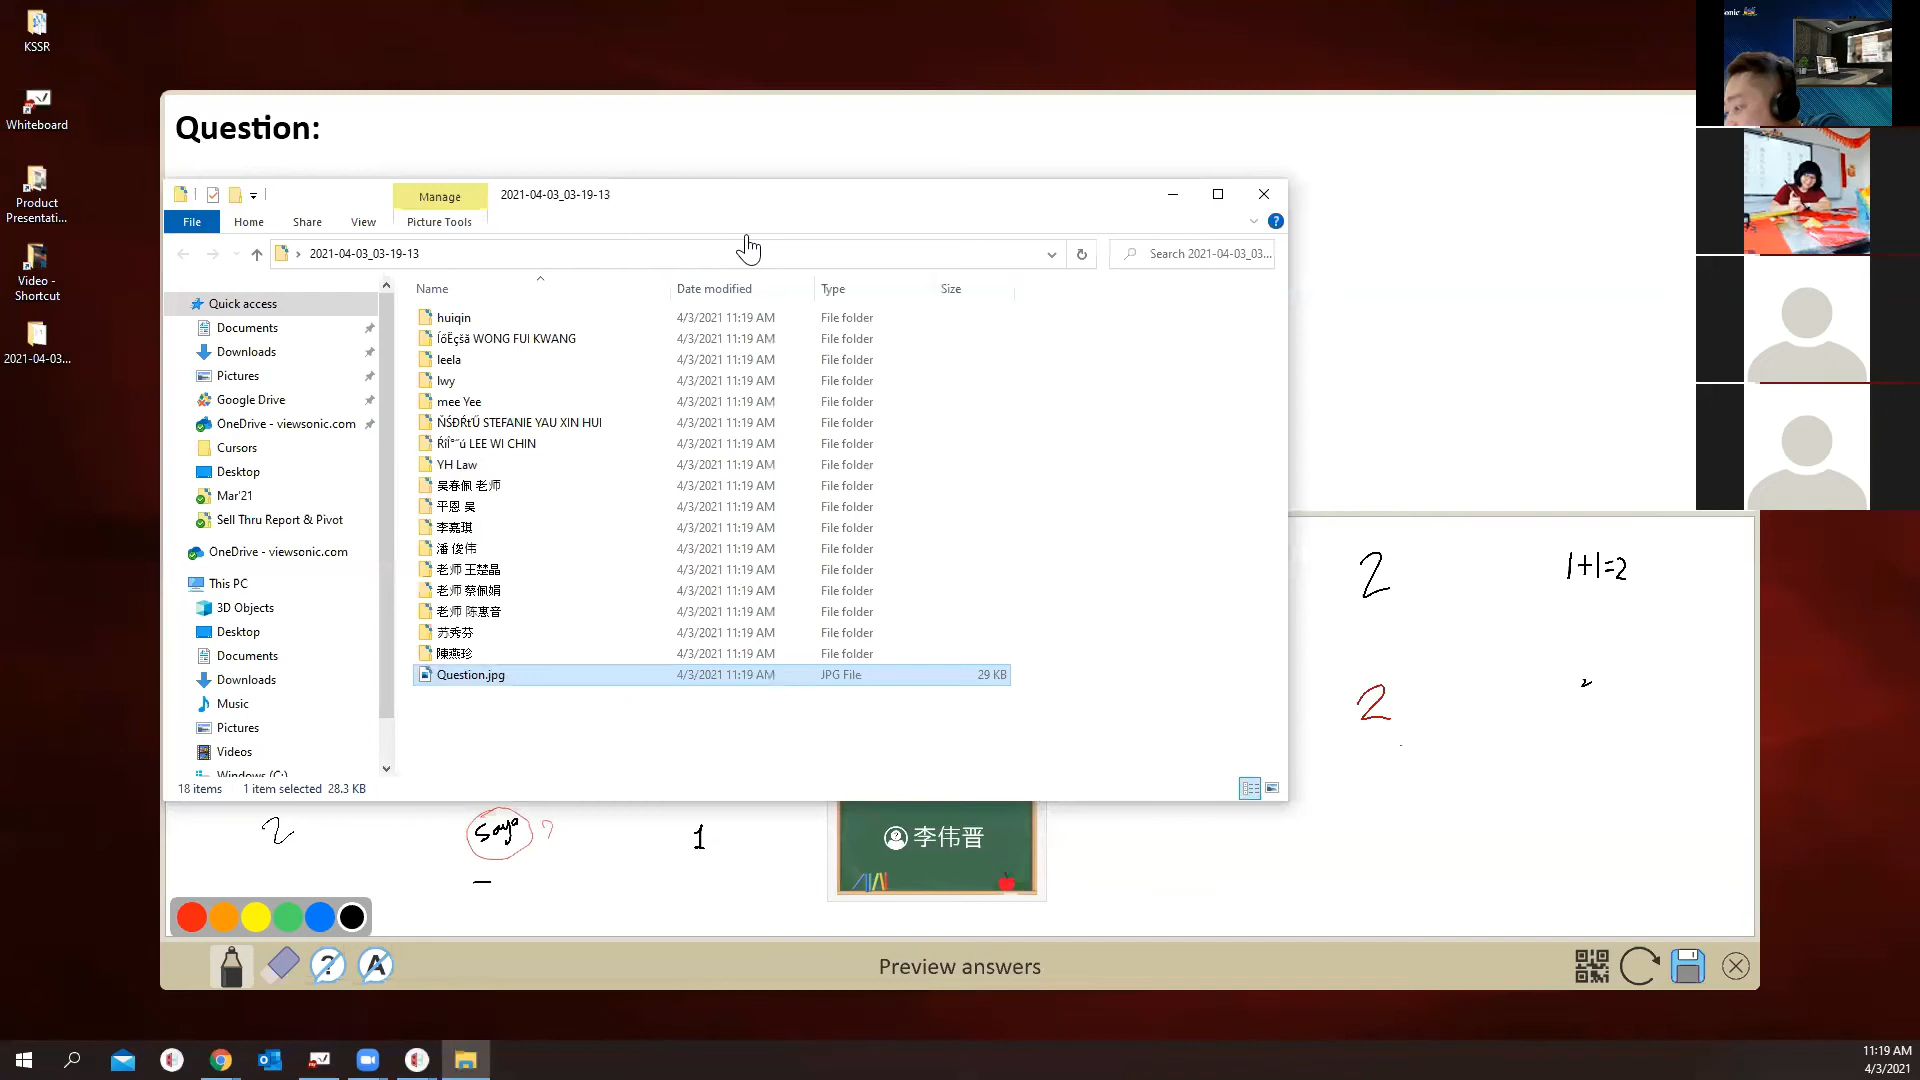 KSSR
Whiteboard
Product
Presentati...
Video -
Shortcut
2021-04-03...
Question:
Manage
2021-04-03_03-19-13
File
Home
Share
View
Picture Tools
2021-04-03_03-19-13
Search 2021-04-03_03...
Name
Date modified
Type
Size
Quick access
Documents
Downloads
Pictures
Google Drive
OneDrive - viewsonic.com
Cursors
Desktop
Mar'21
Sell Thru Report & Pivot
OneDrive - viewsonic.com
This PC
3D Objects
Desktop
Documents
Downloads
Music
Pictures
Videos
Windows (C:)
huiqin 4/3/2021 11:19 AM File folder
ÍőËçšă WONG FUI KWANG 4/3/2021 11:19 AM File folder
leela 4/3/2021 11:19 AM File folder
lwy 4/3/2021 11:19 AM File folder
mee Yee 4/3/2021 11:19 AM File folder
STEFANIE YAU XIN HUI 4/3/2021 11:19 AM File folder
LEE WI CHIN 4/3/2021 11:19 AM File folder
YH Law 4/3/2021 11:19 AM File folder
吴春佩 老师 4/3/2021 11:19 AM File folder
平恩 吴 4/3/2021 11:19 AM File folder
李嘉琪 4/3/2021 11:19 AM File folder
潘 俊伟 4/3/2021 11:19 AM File folder
老师 王楚晶 4/3/2021 11:19 AM File folder
老师 蔡佩娟 4/3/2021 11:19 AM File folder
老师 陈惠音 4/3/2021 11:19 AM File folder
苏秀芬 4/3/2021 11:19 AM File folder
陳燕珍 4/3/2021 11:19 AM File folder
Question.jpg 4/3/2021 11:19 AM JPG File 29 KB
18 items 1 item selected 28.3 KB
2
1+1=2
2
2
2
Saya ?
1
李伟晋
Preview answers
11:19 AM
4/3/2021